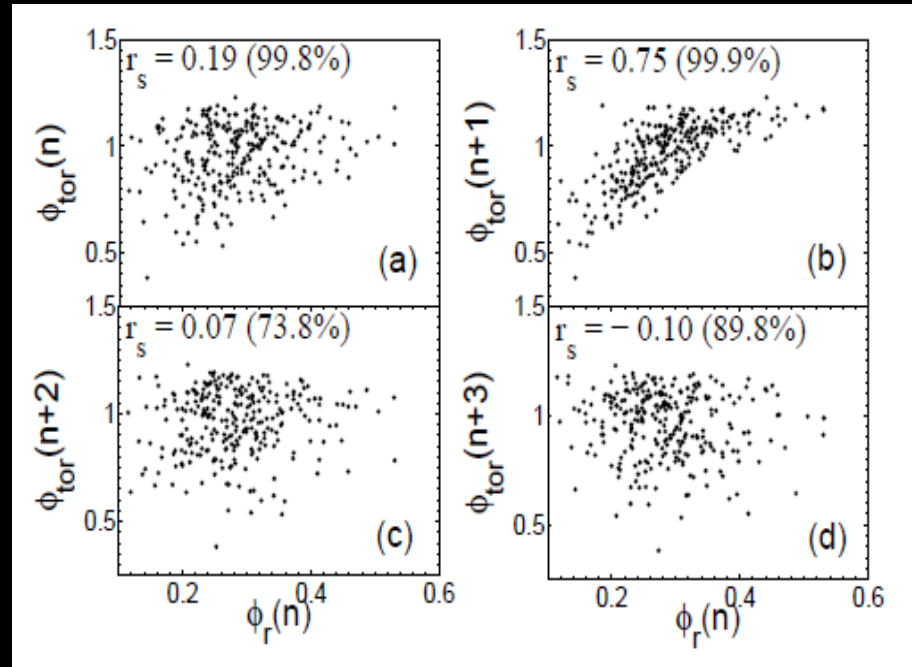 1.5
r_s = 0.19 (99.8%)
1
0.5
ϕ_tor(n)
(a)
1.5
r_s = 0.75 (99.9%)
1
0.5
ϕ_tor(n+1)
(b)
1.5
r_s = 0.07 (73.8%)
1
0.5
ϕ_tor(n+2)
(c)
0.2 0.4 0.6
ϕ_r(n)
1.5
r_s = − 0.10 (89.8%)
1
0.5
ϕ_tor(n+3)
(d)
0.2 0.4 0.6
ϕ_r(n)